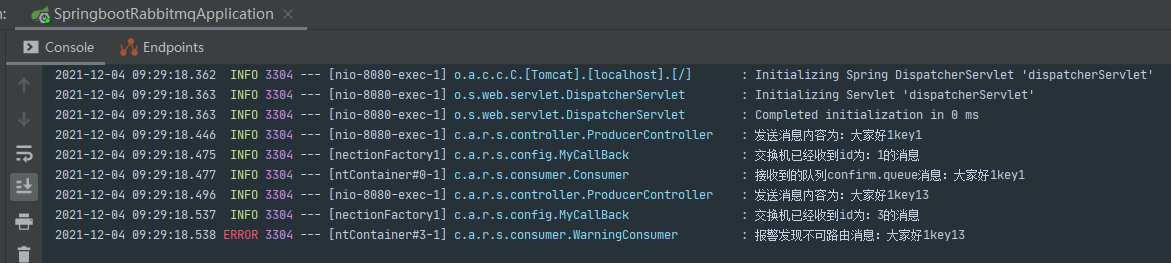 n: SpringbootRabbitmqApplication ×
Console Endpoints
2021-12-04 09:29:18.362 INFO 3304 --- [nio-8080-exec-1] o.a.c.c.C.[Tomcat].[localhost].[/] : Initializing Spring DispatcherServlet 'dispatcherServlet'
2021-12-04 09:29:18.363 INFO 3304 --- [nio-8080-exec-1] o.s.web.servlet.DispatcherServlet : Initializing Servlet 'dispatcherServlet'
2021-12-04 09:29:18.363 INFO 3304 --- [nio-8080-exec-1] o.s.web.servlet.DispatcherServlet : Completed initialization in 0 ms
2021-12-04 09:29:18.446 INFO 3304 --- [nio-8080-exec-1] c.a.r.s.controller.ProducerController : 发送消息内容为：大家好1key1
2021-12-04 09:29:18.475 INFO 3304 --- [nectionFactory1] c.a.r.s.config.MyCallBack : 交换机已经收到id为：1的消息
2021-12-04 09:29:18.477 INFO 3304 --- [ntContainer#0-1] c.a.r.s.consumer.Consumer : 接收到的队列confirm.queue消息：大家好1key1
2021-12-04 09:29:18.496 INFO 3304 --- [nio-8080-exec-1] c.a.r.s.controller.ProducerController : 发送消息内容为：大家好1key13
2021-12-04 09:29:18.537 INFO 3304 --- [nectionFactory1] c.a.r.s.config.MyCallBack : 交换机已经收到id为：3的消息
2021-12-04 09:29:18.538 ERROR 3304 --- [ntContainer#3-1] c.a.r.s.consumer.WarningConsumer : 报警发现不可路由消息：大家好1key13